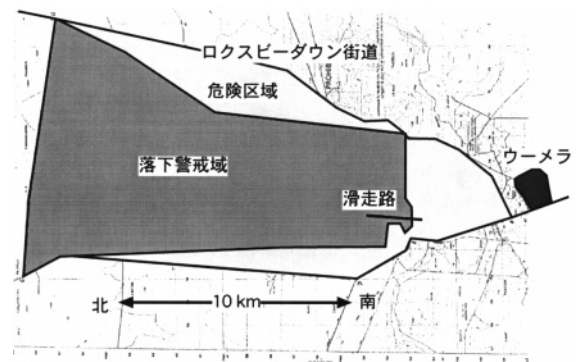 ロクスビーダウン街道
危険区域
ウーメラ
落下警戒域
滑走路
北 10 km 南